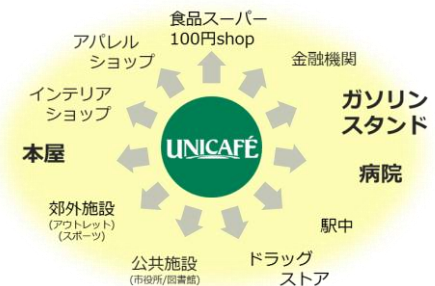 食品スーパー
100円shop
アパレル
ショップ
金融機関
インテリア
ショップ
ガソリン
スタンド
UNICAFÉ
本屋
病院
郊外施設
(アウトレット)
(スポーツ)
駅中
公共施設
(市役所/図書館)
ドラッグ
ストア